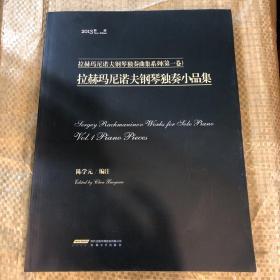 2013
拉赫玛尼诺夫钢琴独奏曲集系列(第一卷)
拉赫玛尼诺夫钢琴独奏小品集
Sergey Rachmaninov Works for Solo Piano
Vol.1 Piano Pieces
陈学元 编注
Edited by Chen Xueyuan